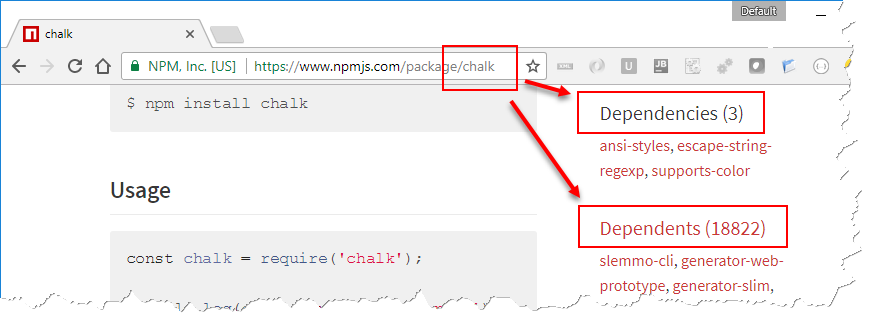 Default
chalk
NPM, Inc. [US] https://www.npmjs.com/package/chalk
$ npm install chalk
Dependencies (3)
ansi-styles, escape-string-
regexp, supports-color
Usage
Dependents (18822)
const chalk = require('chalk');
slemmo-cli, generator-web-
prototype, generator-slim,